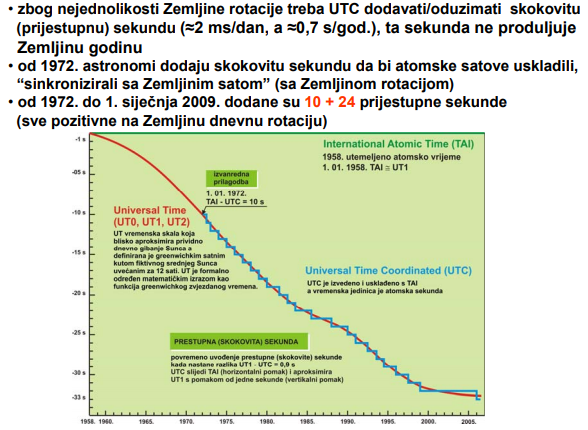 • zbog nejednolikosti Zemljine rotacije treba UTC dodavati/oduzimati skokovitu
(prijestupnu) sekundu (≈2 ms/dan, a ≈0,7 s/god.), ta sekunda ne produljuje
Zemljinu godinu
• od 1972. astronomi dodaju skokovitu sekundu da bi atomske satove uskladili,
“sinkronizirali sa Zemljinim satom” (sa Zemljinom rotacijom)
• od 1972. do 1. siječnja 2009. dodane su 10 + 24 prijestupne sekunde
(sve pozitivne na Zemljinu dnevnu rotaciju)
International Atomic Time (TAI)
1958. utemeljeno atomsko vrijeme
1. 01. 1958. TAI ≅ UT1
izvanredna
prilagodba
1. 01. 1972.
TAI - UTC = 10 s
Universal Time
(UT0, UT1, UT2)
UT vremenska skala koja
blisko aproksimira prividno
dnevno gibanje Sunca a
definirana je greenwichkim satnim
kutom fiktivnog srednjeg Sunca
uvećanim za 12 sati. UT je formalno
određen matematičkim izrazom kao
funkcija greenwichkog zvjezdanog vremena.
Universal Time Coordinated (UTC)
UTC je izvedeno i usklađeno s TAI
a vremenska jedinica je atomska sekunda
PRESTUPNA (SKOKOVITA) SEKUNDA
povremeno uvođenje prestupne (skokovite) sekunde
kada nastane razlika UT1 - UTC = 0,9 s
UTC slijedi TAI (horizontalni pomak) i aproksimira
UT1 s pomakom od jedne sekunde (vertikalni pomak)
-1 s
-05 s
-10 s
-15 s
-20 s
-25 s
-30 s
-33 s
1958. 1960. 1965. 1970. 1975. 1980. 1985. 1990. 1995. 2000. 2005.